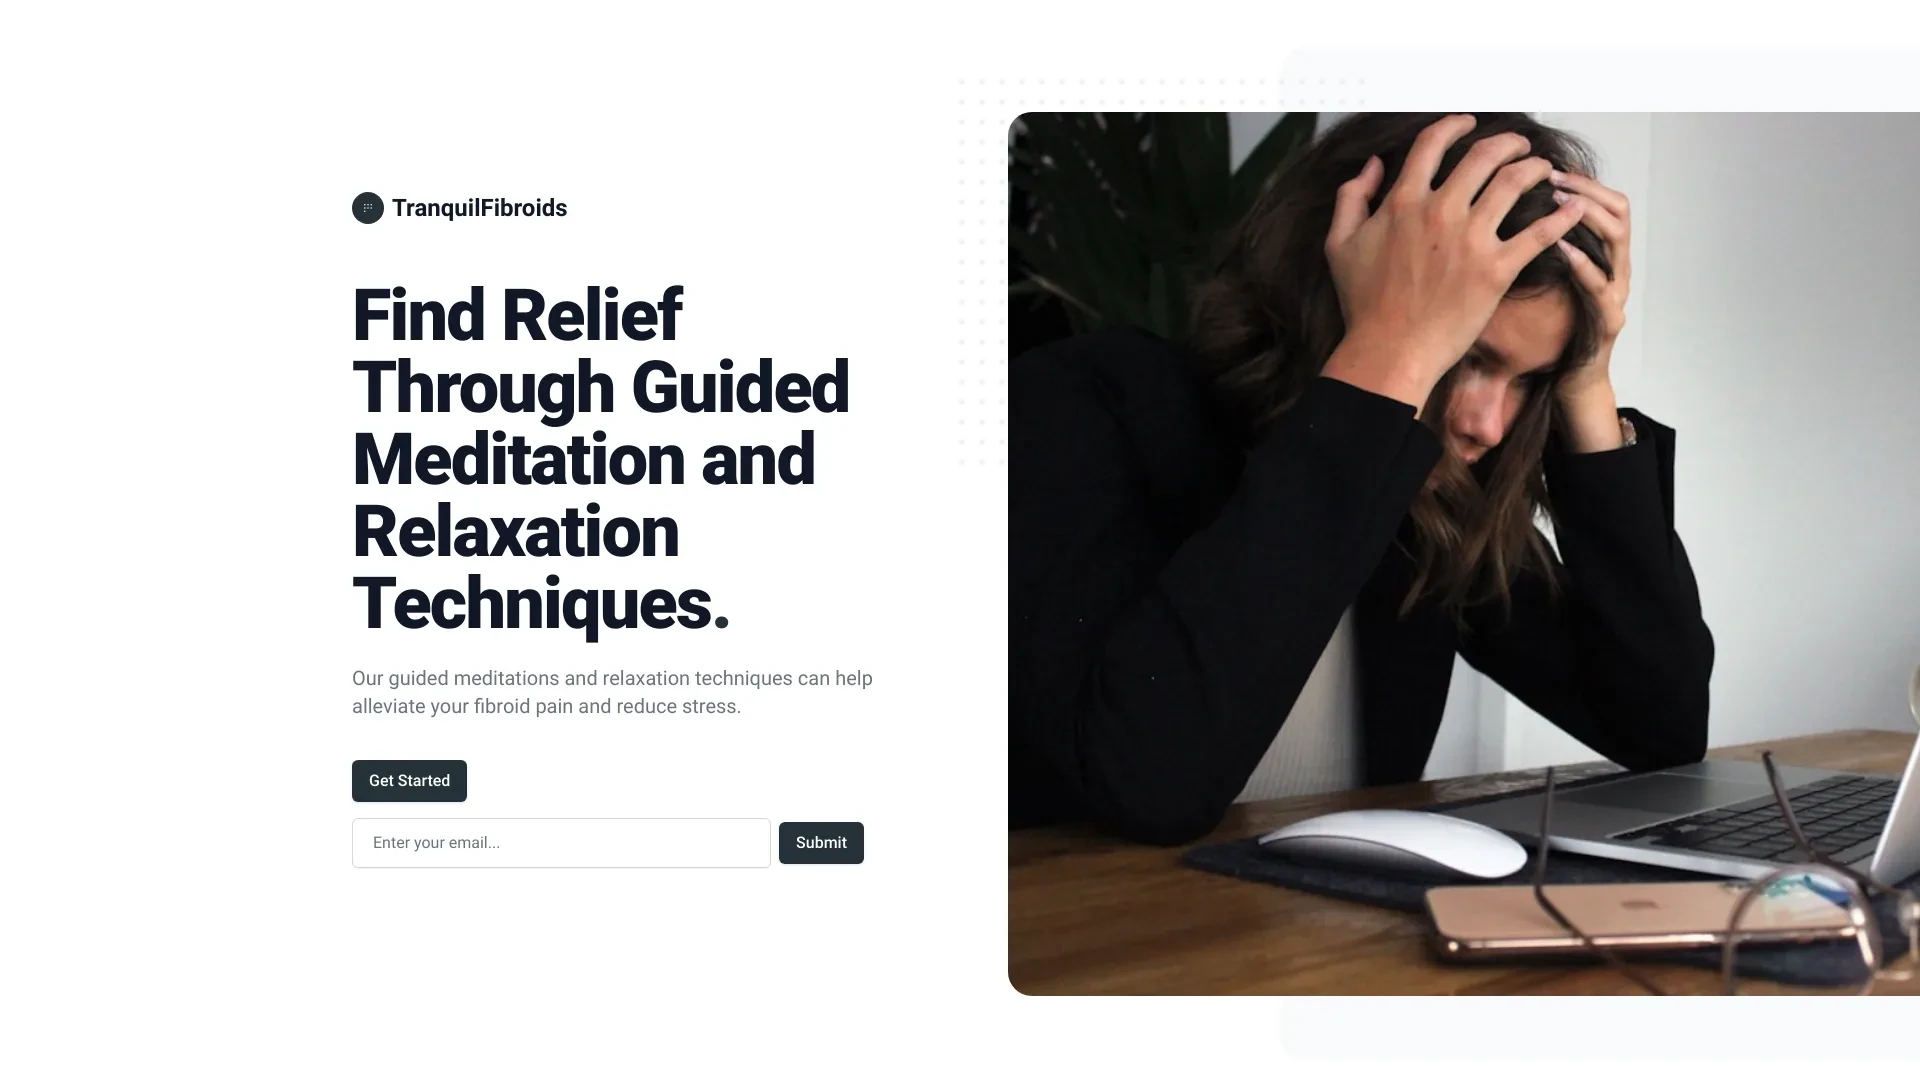 TranquilFibroids
Find Relief
Through Guided
Meditation and
Relaxation
Techniques.
Our guided meditations and relaxation techniques can help
alleviate your fibroid pain and reduce stress.
Get Started
Enter your email...
Submit